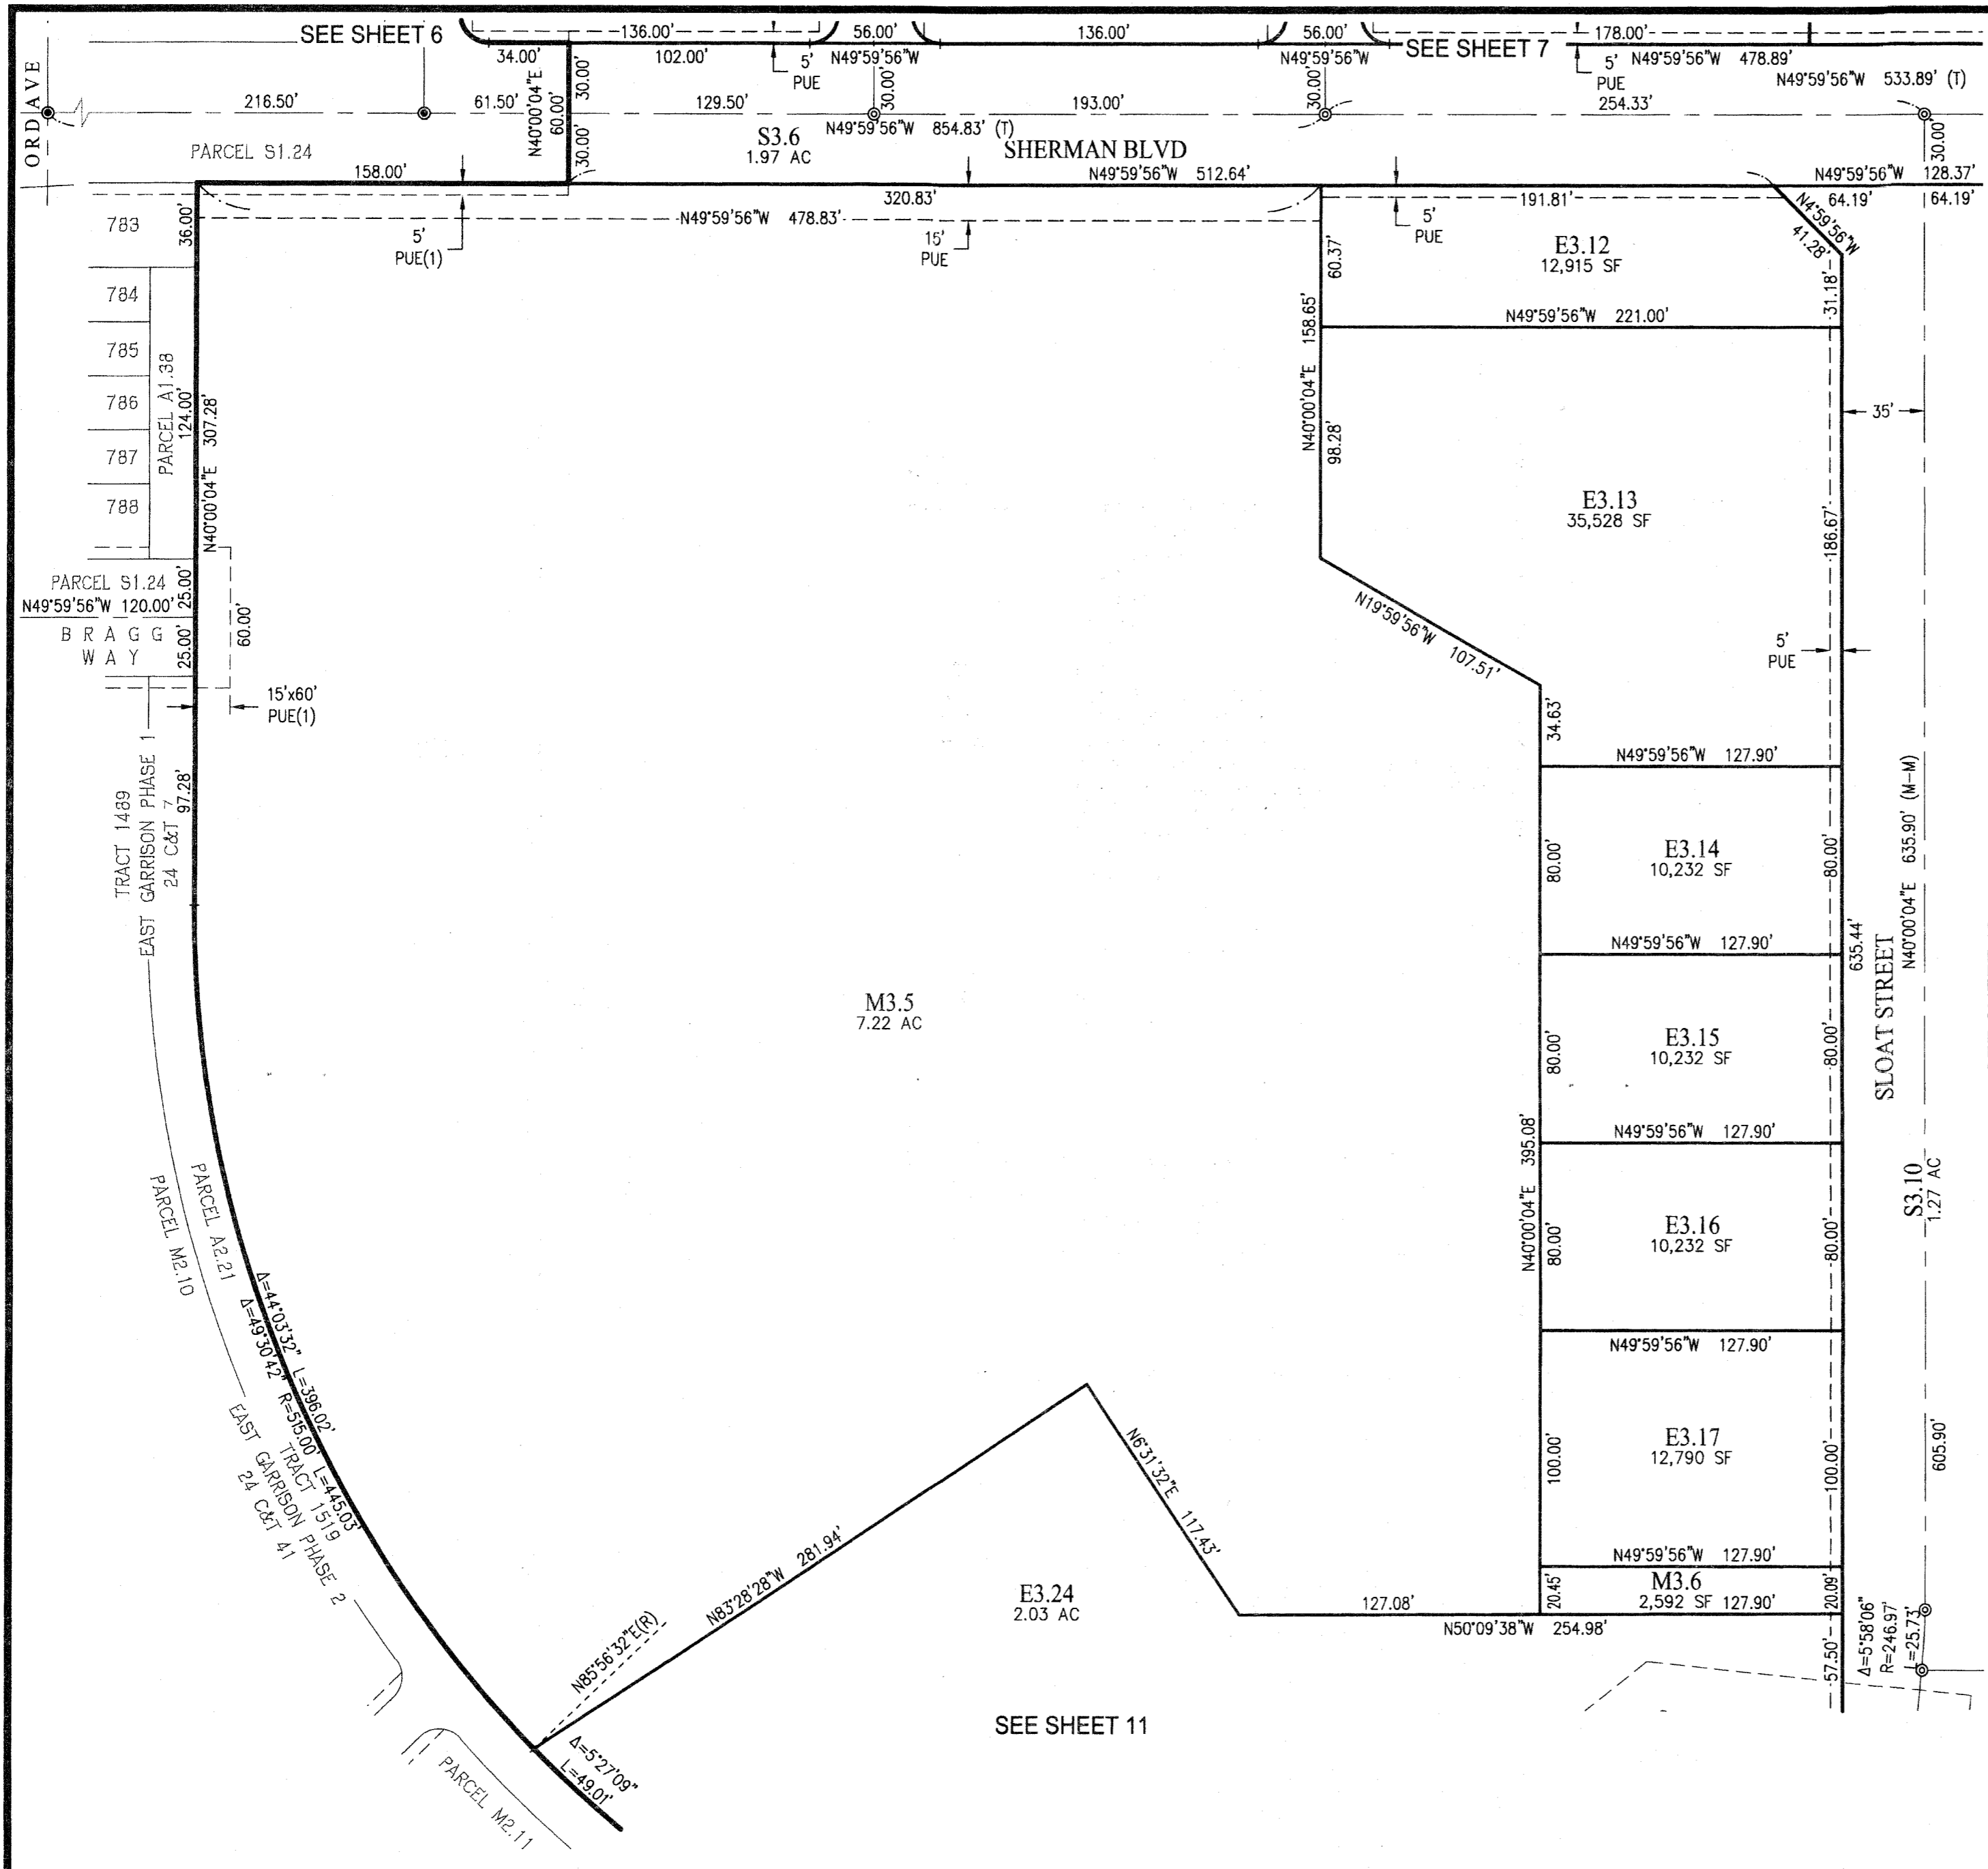 SEE SHEET 6
136.00'
56.00'
136.00'
56.00'
178.00'
34.00'
102.00'
5'
PUE
N49°59'56"W
N49°59'56"W
SEE SHEET 7
5'
PUE
N49°59'56"W 478.89'
N49°59'56"W 533.89' (T)
ORD AVE
216.50'
61.50'
N40°00'04"E
60.00'
30.00'
30.00'
129.50'
30.00'
193.00'
30.00'
254.33'
30.00'
N49°59'56"W 854.83' (T)
S3.6
1.97 AC
SHERMAN BLVD
PARCEL S1.24
158.00'
N49°59'56"W 512.64'
N49°59'56"W 128.37'
320.83'
191.81'
64.19'
64.19'
N49°59'56"W 478.83'
5'
PUE(1)
15'
PUE
5'
PUE
N4°59'56"W
41.28'
783
36.00'
784
785
786
787
788
PARCEL A1.38
124.00'
N40°00'04"E 307.28'
60.37'
N40°00'04"E 158.65'
98.28'
E3.12
12,915 SF
31.18'
N49°59'56"W 221.00'
35'
E3.13
35,528 SF
186.67'
PARCEL S1.24
N49°59'56"W 120.00'
25.00'
25.00'
BRAGG
WAY
60.00'
15'x60'
PUE(1)
N19°59'56"W 107.51'
5'
PUE
34.63'
N49°59'56"W 127.90'
TRACT 1489
EAST GARRISON PHASE 1
24 C&T 7
97.28'
80.00'
E3.14
10,232 SF
80.00'
N49°59'56"W 127.90'
635.44'
SLOAT STREET
N40°00'04"E 635.90' (M-M)
M3.5
7.22 AC
80.00'
E3.15
10,232 SF
80.00'
N49°59'56"W 127.90'
N40°00'04"E 395.08'
80.00'
E3.16
10,232 SF
80.00'
S3.10
1.27 AC
N49°59'56"W 127.90'
PARCEL A2.21
PARCEL M2.10
Δ=44°03'32" L=396.02'
Δ=49°30'42" R=515.00' L=445.03'
TRACT 1519
EAST GARRISON PHASE 2
24 C&T 41
100.00'
E3.17
12,790 SF
100.00'
605.90'
N6°31'32"E 117.43'
N83°28'28"W 281.94'
N49°59'56"W 127.90'
20.45'
M3.6
2,592 SF
127.90'
20.09'
E3.24
2.03 AC
127.08'
N50°09'38"W 254.98'
57.50'
Δ=5°58'06"
R=246.97'
L=25.73'
N85°56'32"E(R)
SEE SHEET 11
Δ=5°27'09"
L=49.01'
PARCEL M2.11